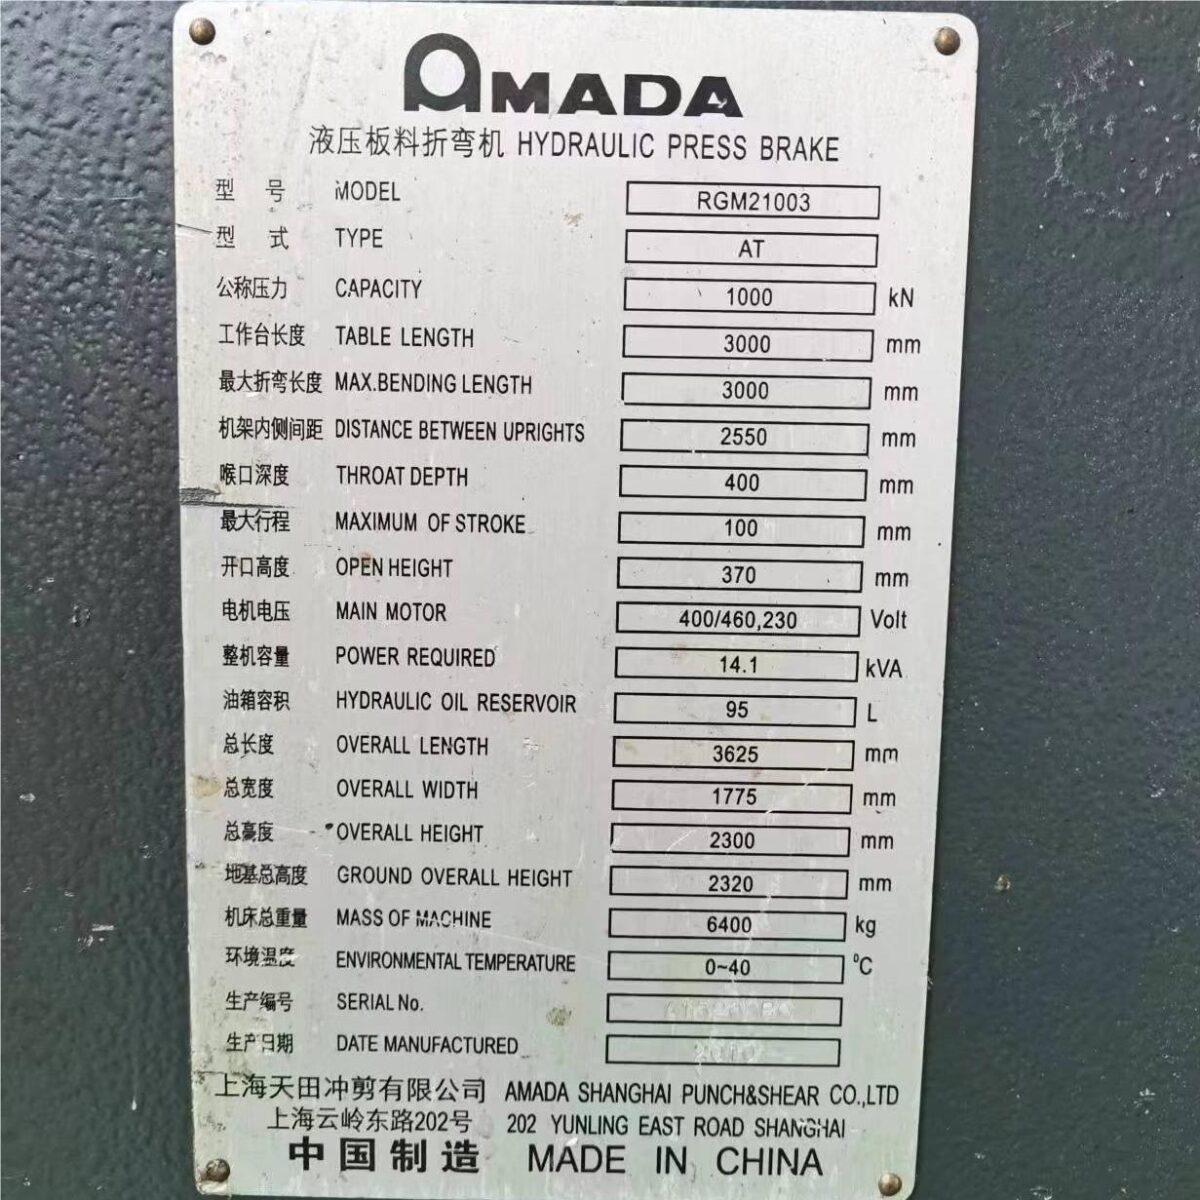 AMADA
液压板料折弯机 HYDRAULIC PRESS BRAKE
型 号 MODEL RGM21003
型 式 TYPE AT
公称压力 CAPACITY 1000 kN
工作台长度 TABLE LENGTH 3000 mm
最大折弯长度 MAX.BENDING LENGTH 3000 mm
机架内侧间距 DISTANCE BETWEEN UPRIGHTS 2550 mm
喉口深度 THROAT DEPTH 400 mm
最大行程 MAXIMUM OF STROKE 100 mm
开口高度 OPEN HEIGHT 370 mm
电机电压 MAIN MOTOR 400/460,230 Volt
整机容量 POWER REQUIRED 14.1 kVA
油箱容积 HYDRAULIC OIL RESERVOIR 95 L
总长度 OVERALL LENGTH 3625 mm
总宽度 OVERALL WIDTH 1775 mm
总高度 OVERALL HEIGHT 2300 mm
地基总高度 GROUND OVERALL HEIGHT 2320 mm
机床总重量 MASS OF MACHINE 6400 kg
环境温度 ENVIRONMENTAL TEMPERATURE 0~40 °C
生产编号 SERIAL No.
生产日期 DATE MANUFACTURED
上海天田冲剪有限公司 AMADA SHANGHAI PUNCH&SHEAR CO.,LTD
上海云岭东路202号 202 YUNLING EAST ROAD SHANGHAI
中国制造 MADE IN CHINA